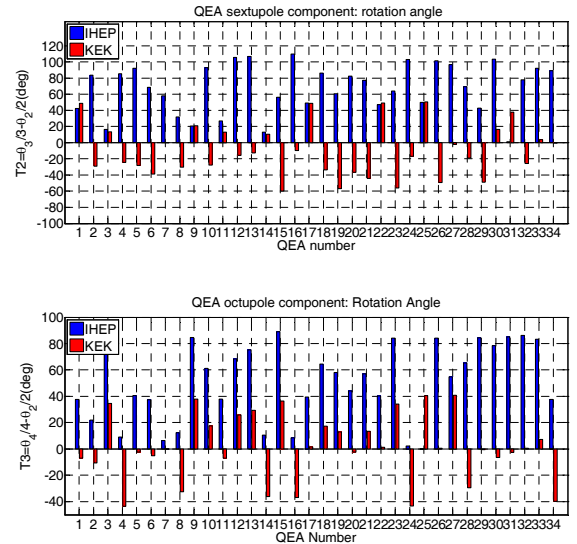 QEA sextupole component: rotation angle
IHEP
KEK
T2=θ3/3-θ2/2(deg)
120
100
80
60
40
20
0
-20
-40
-60
-80
-100
1 2 3 4 5 6 7 8 9 10 11 12 13 14 15 16 17 18 19 20 21 22 23 24 25 26 27 28 29 30 31 32 33 34
QEA number
QEA octupole component: Rotation Angle
IHEP
KEK
T3=θ4/4-θ2/2(deg)
100
80
60
40
20
0
-20
-40
1 2 3 4 5 6 7 8 9 10 11 12 13 14 15 16 17 18 19 20 21 22 23 24 25 26 27 28 29 30 31 32 33 34
QEA Number